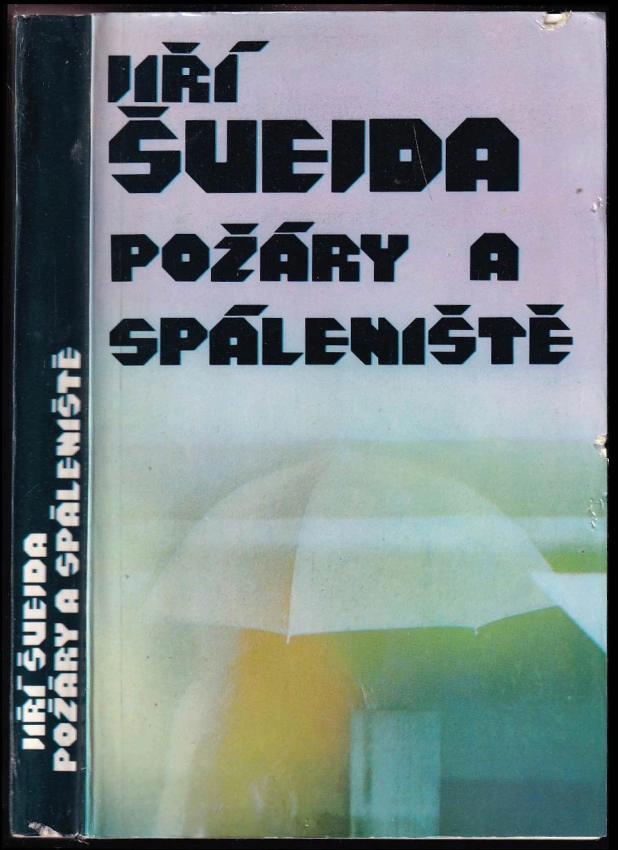 JIŘÍ
ŠVEJDA
POŽÁRY A
SPÁLENIŠTĚ
JIŘÍ ŠVEJDA
POŽÁRY A SPÁLENIŠTĚ